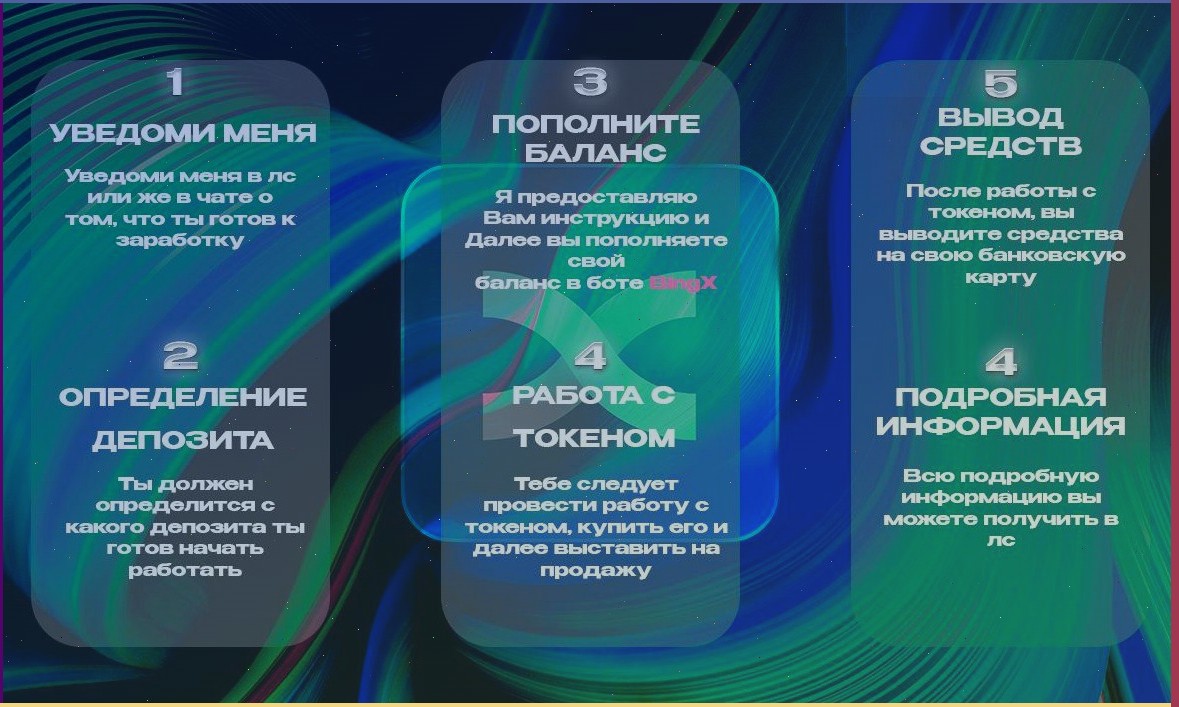 1
УВЕДОМИ МЕНЯ
Уведоми меня в лс
или же в чате о
том, что ты готов к
заработку
2
ОПРЕДЕЛЕНИЕ
ДЕПОЗИТА
Ты должен
определится с
какого депозита ты
готов начать
работать
3
ПОПОЛНИТЕ
БАЛАНС
Я предоставляю
Вам инструкцию и
Далее вы пополняете
свой
баланс в боте BingX
4
РАБОТА С
ТОКЕНОМ
Тебе следует
провести работу с
токеном, купить его и
далее выставить на
продажу
5
ВЫВОД
СРЕДСТВ
После работы с
токеном, вы
выводите средства
на свою банковскую
карту
4
ПОДРОБНАЯ
ИНФОРМАЦИЯ
Всю подробную
информацию вы
можете получить в
лс